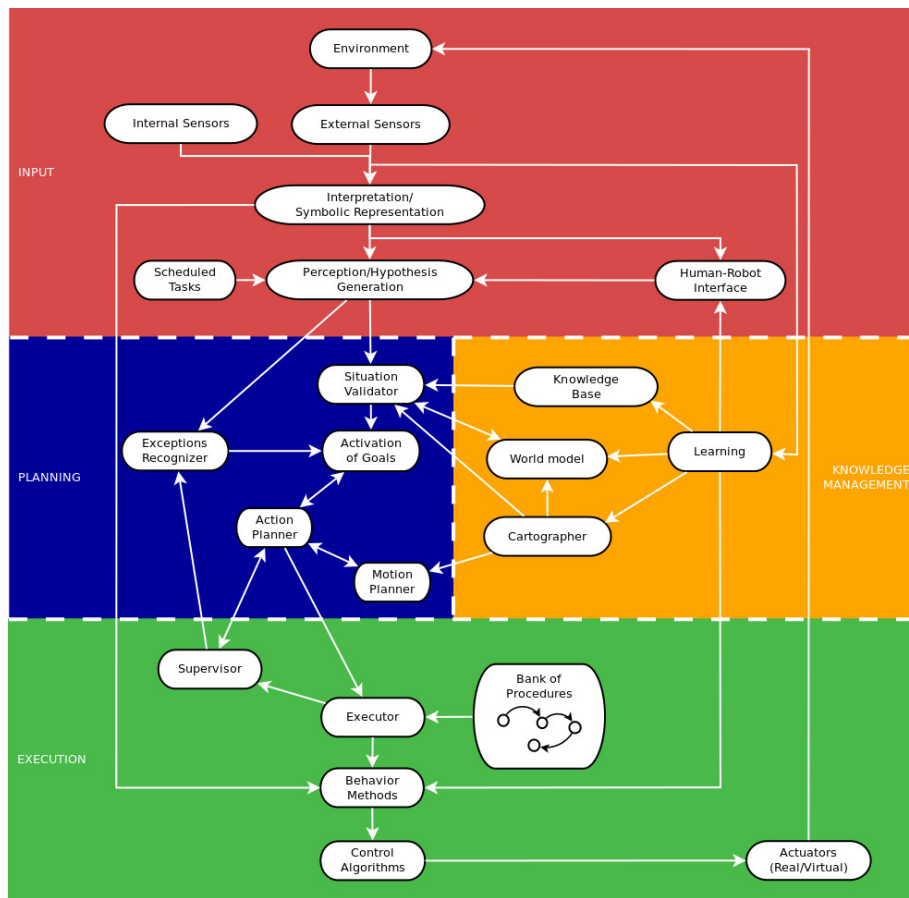 Environment
Internal Sensors
External Sensors
INPUT
Interpretation/
Symbolic Representation
Scheduled
Tasks
Perception/Hypothesis
Generation
Human-Robot
Interface
Situation
Validator
Knowledge
Base
Exceptions
Recognizer
Activation
of Goals
World model
Learning
PLANNING
KNOWLEDGE
MANAGEMENT
Action
Planner
Cartographer
Motion
Planner
Supervisor
Bank of
Procedures
Executor
EXECUTION
Behavior
Methods
Control
Algorithms
Actuators
(Real/Virtual)